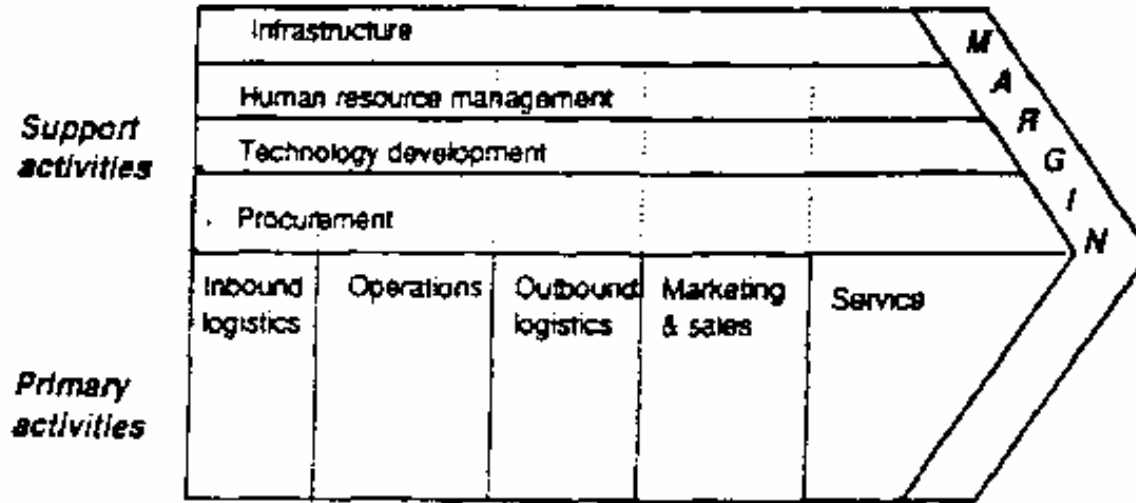 Infrastructure
Human resource management
Technology development
Procurement
Support
activities
MARGIN
Inbound
logistics
Operations
Outbound
logistics
Marketing
& sales
Service
Primary
activities